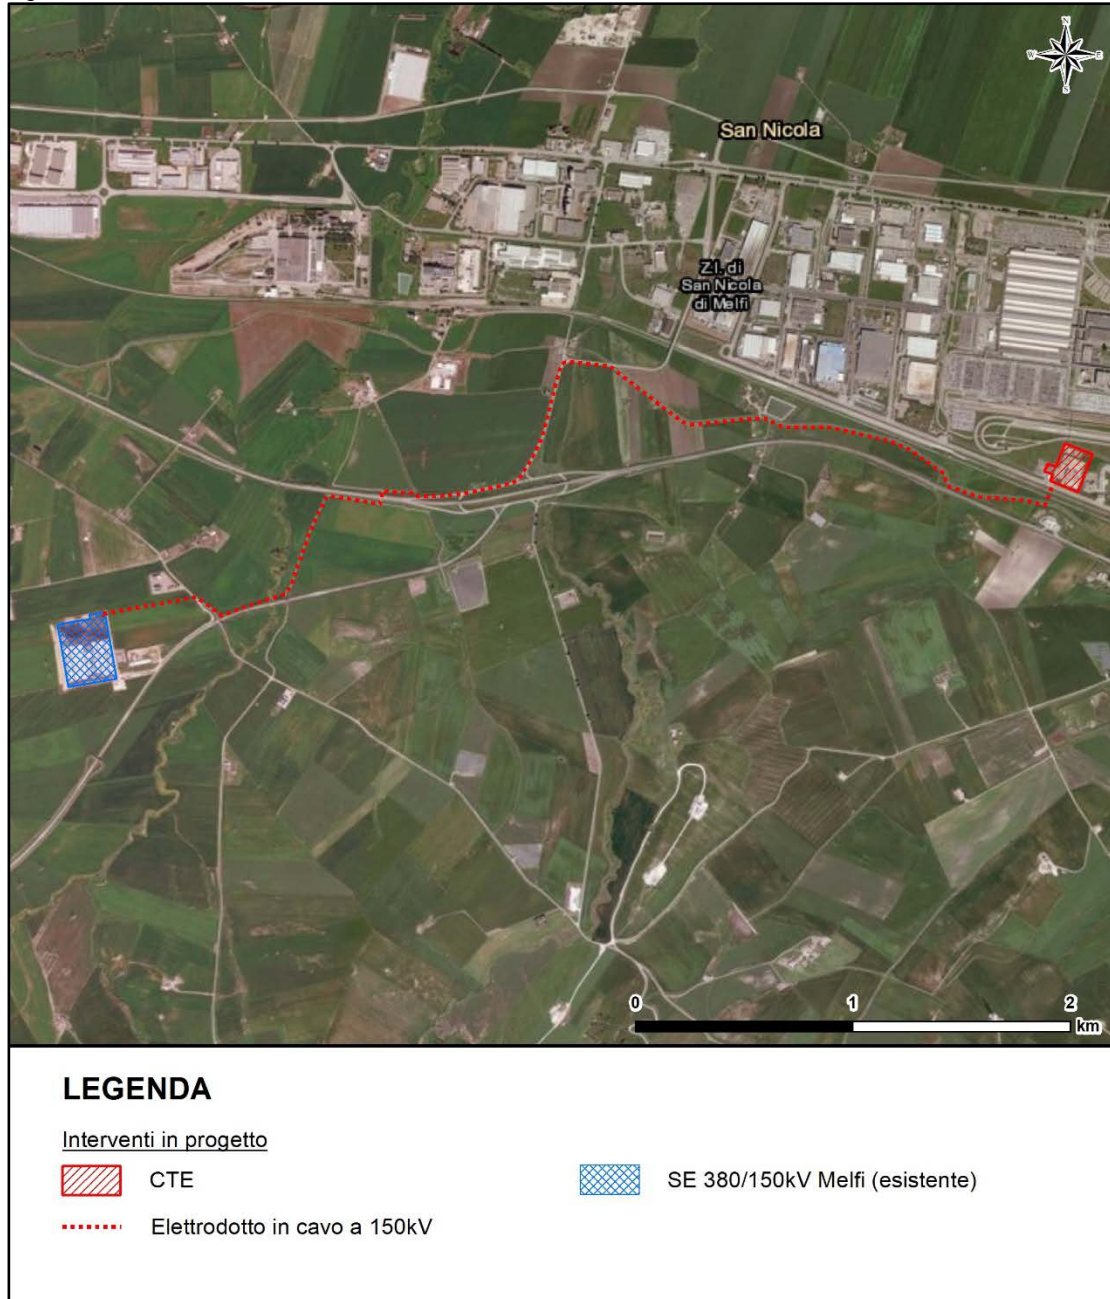 N
W E
S
San Nicola
Z.I. di
San Nicola
di Melfi
0 1 2
km
LEGENDA
Interventi in progetto
CTE
SE 380/150kV Melfi (esistente)
Elettrodotto in cavo a 150kV